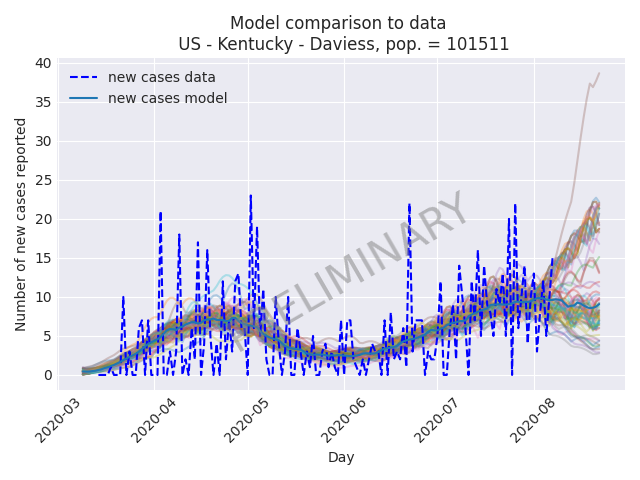 Model comparison to data
US - Kentucky - Daviess, pop. = 101511
40
35
30
25
20
15
10
5
0
Number of new cases reported
new cases data
new cases model
PRELIMINARY
2020-03
2020-04
2020-05
2020-06
2020-07
2020-08
Day